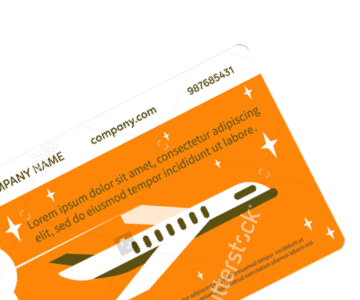 MPANY NAME company.com 987685431
Lorem ipsum dolor sit amet, consectetur adipiscing
elit, sed do eiusmod tempor incididunt ut labore.